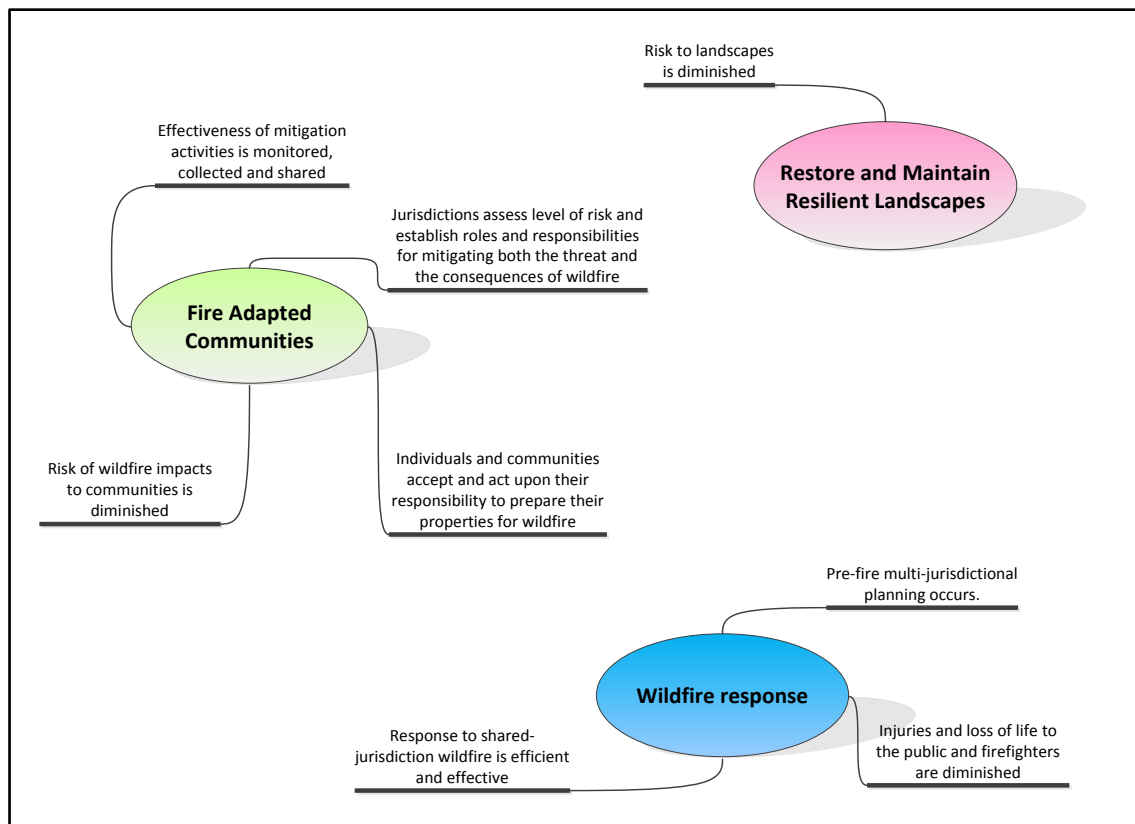 Risk to landscapes
is diminished
Restore and Maintain
Resilient Landscapes
Effectiveness of mitigation
activities is monitored,
collected and shared
Jurisdictions assess level of risk and
establish roles and responsibilities
for mitigating both the threat and
the consequences of wildfire
Fire Adapted
Communities
Risk of wildfire impacts
to communities is
diminished
Individuals and communities
accept and act upon their
responsibility to prepare their
properties for wildfire
Pre-fire multi-jurisdictional
planning occurs.
Wildfire response
Response to shared-
jurisdiction wildfire is efficient
and effective
Injuries and loss of life to
the public and firefighters
are diminished